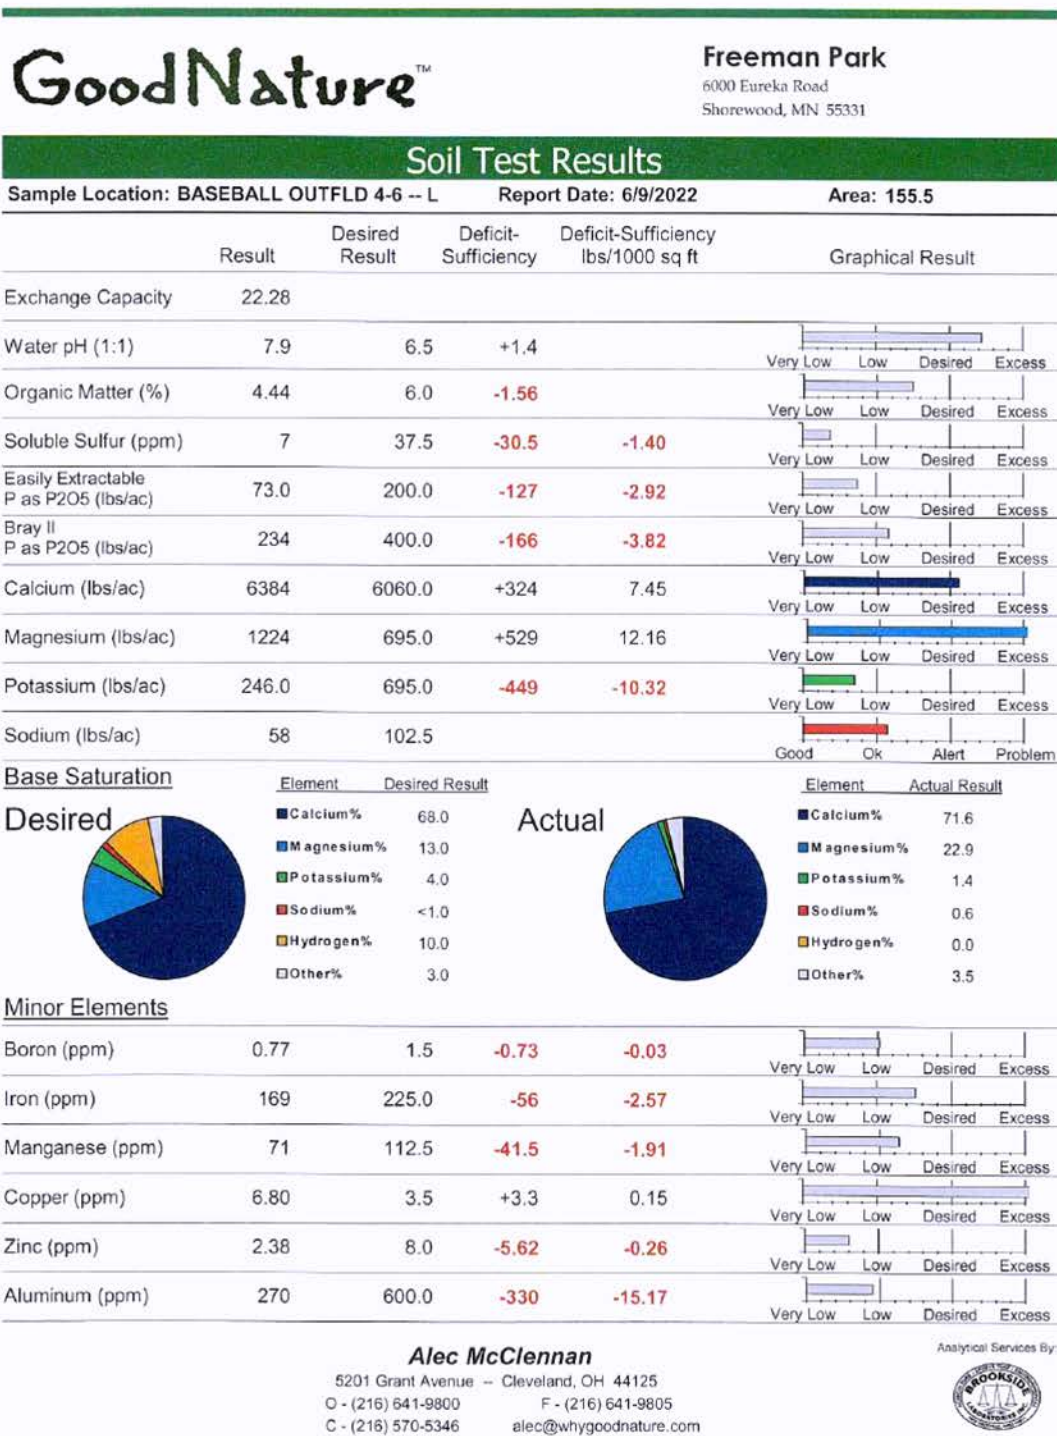 GoodNature™
Freeman Park
6000 Eureka Road
Shorewood, MN 55331
Soil Test Results
Sample Location: BASEBALL OUTFLD 4-6 -- L Report Date: 6/9/2022 Area: 155.5
Result Desired Result Deficit-Sufficiency Deficit-Sufficiency lbs/1000 sq ft Graphical Result
Exchange Capacity 22.28
Water pH (1:1) 7.9 6.5 +1.4
Very Low Low Desired Excess
Organic Matter (%) 4.44 6.0 -1.56
Very Low Low Desired Excess
Soluble Sulfur (ppm) 7 37.5 -30.5 -1.40
Very Low Low Desired Excess
Easily Extractable
P as P2O5 (lbs/ac) 73.0 200.0 -127 -2.92
Very Low Low Desired Excess
Bray II
P as P2O5 (lbs/ac) 234 400.0 -166 -3.82
Very Low Low Desired Excess
Calcium (lbs/ac) 6384 6060.0 +324 7.45
Very Low Low Desired Excess
Magnesium (lbs/ac) 1224 695.0 +529 12.16
Very Low Low Desired Excess
Potassium (lbs/ac) 246.0 695.0 -449 -10.32
Very Low Low Desired Excess
Sodium (lbs/ac) 58 102.5
Good Ok Alert Problem
Base Saturation
Desired
Element Desired Result
Calcium% 68.0
Magnesium% 13.0
Potassium% 4.0
Sodium% <1.0
Hydrogen% 10.0
Other% 3.0
Actual
Element Actual Result
Calcium% 71.6
Magnesium% 22.9
Potassium% 1.4
Sodium% 0.6
Hydrogen% 0.0
Other% 3.5
Minor Elements
Boron (ppm) 0.77 1.5 -0.73 -0.03
Very Low Low Desired Excess
Iron (ppm) 169 225.0 -56 -2.57
Very Low Low Desired Excess
Manganese (ppm) 71 112.5 -41.5 -1.91
Very Low Low Desired Excess
Copper (ppm) 6.80 3.5 +3.3 0.15
Very Low Low Desired Excess
Zinc (ppm) 2.38 8.0 -5.62 -0.26
Very Low Low Desired Excess
Aluminum (ppm) 270 600.0 -330 -15.17
Very Low Low Desired Excess
Alec McClennan
5201 Grant Avenue -- Cleveland, OH 44125
O - (216) 641-9800 F - (216) 641-9805
C - (216) 570-5346 alec@whygoodnature.com
Analytical Services By:
BROOKSIDE
LABORATORIES INC.